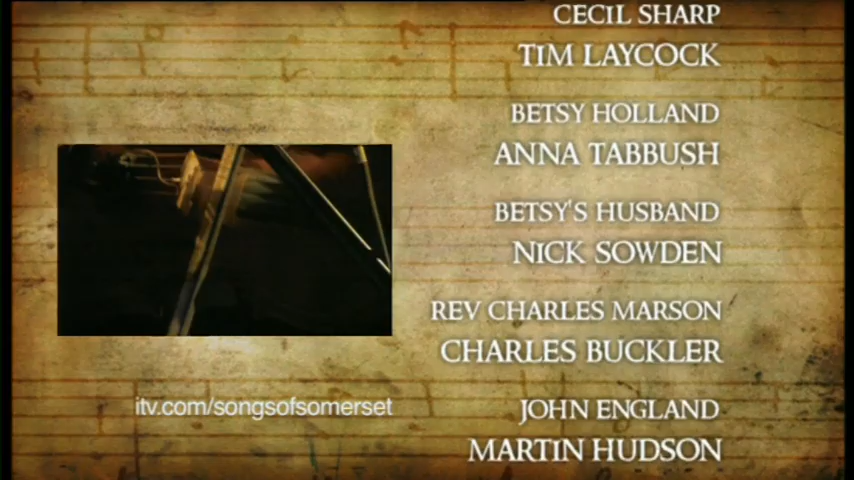 CECIL SHARP
TIM LAYCOCK
BETSY HOLLAND
ANNA TABBUSH
BETSY'S HUSBAND
NICK SOWDEN
REV CHARLES MARSON
CHARLES BUCKLER
JOHN ENGLAND
MARTIN HUDSON
itv.com/songsofsomerset